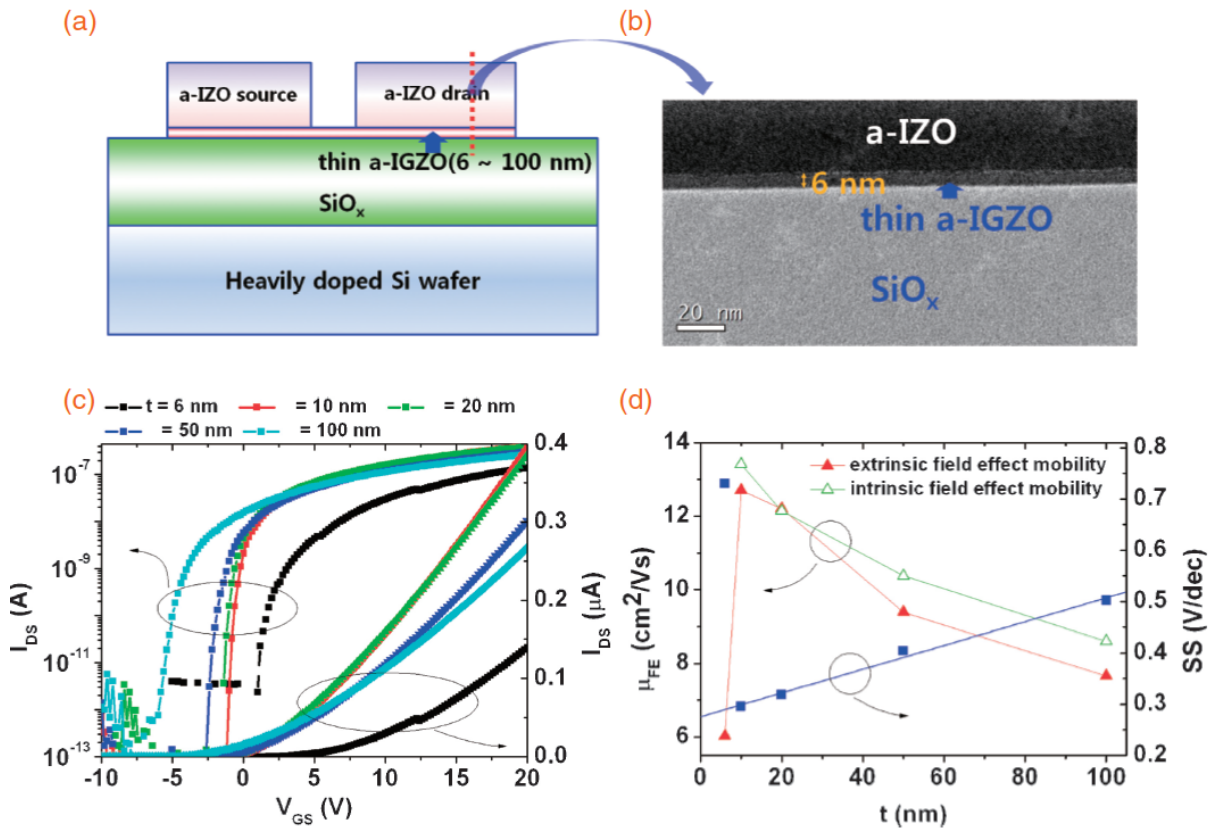 (a)
a-IZO source
a-IZO drain
thin a-IGZO(6 ~ 100 nm)
SiOx
Heavily doped Si wafer
(b)
a-IZO
6 nm
thin a-IGZO
SiOx
20 nm
(c)
t = 6 nm = 10 nm = 20 nm
= 50 nm = 100 nm
10-7
10-9
10-11
10-13
IDS (A)
0.4
0.3
0.2
0.1
0.0
IDS (μA)
-10 -5 0 5 10 15 20
VGS (V)
(d)
extrinsic field effect mobility
intrinsic field effect mobility
14
12
10
8
6
μFE (cm2/Vs)
0.8
0.7
0.6
0.5
0.4
0.3
0.2
SS (V/dec)
0 20 40 60 80 100
t (nm)